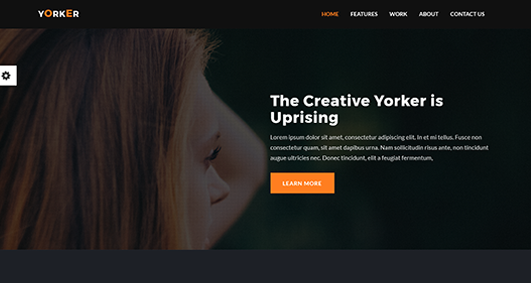 YORKER
HOME FEATURES WORK ABOUT CONTACT US
The Creative Yorker is
Uprising
Lorem ipsum dolor sit amet, consectetur adipiscing elit. In et mi tellus. Fusce non
consectetur quam, sit amet dapibus urna. Nam sollicitudin risus ante, non tincidunt
augue ultricies nec. Donec tincidunt, elit a feugiat fermentum,
LEARN MORE